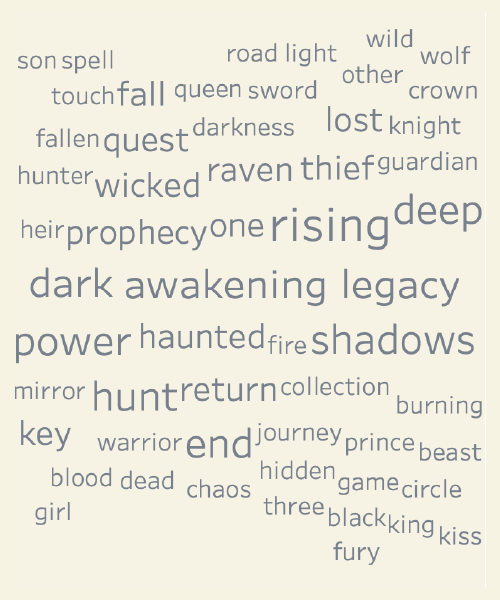 wild
road light
wolf
son spell
other
touch fall queen sword crown
lost knight
fallen quest darkness
raven thief guardian
hunter wicked
deep
heir prophecy one rising
dark awakening legacy
power haunted fire shadows
mirror hunt return collection
burning
key warrior end journey prince beast
blood dead chaos hidden game circle
girl three black king kiss
fury